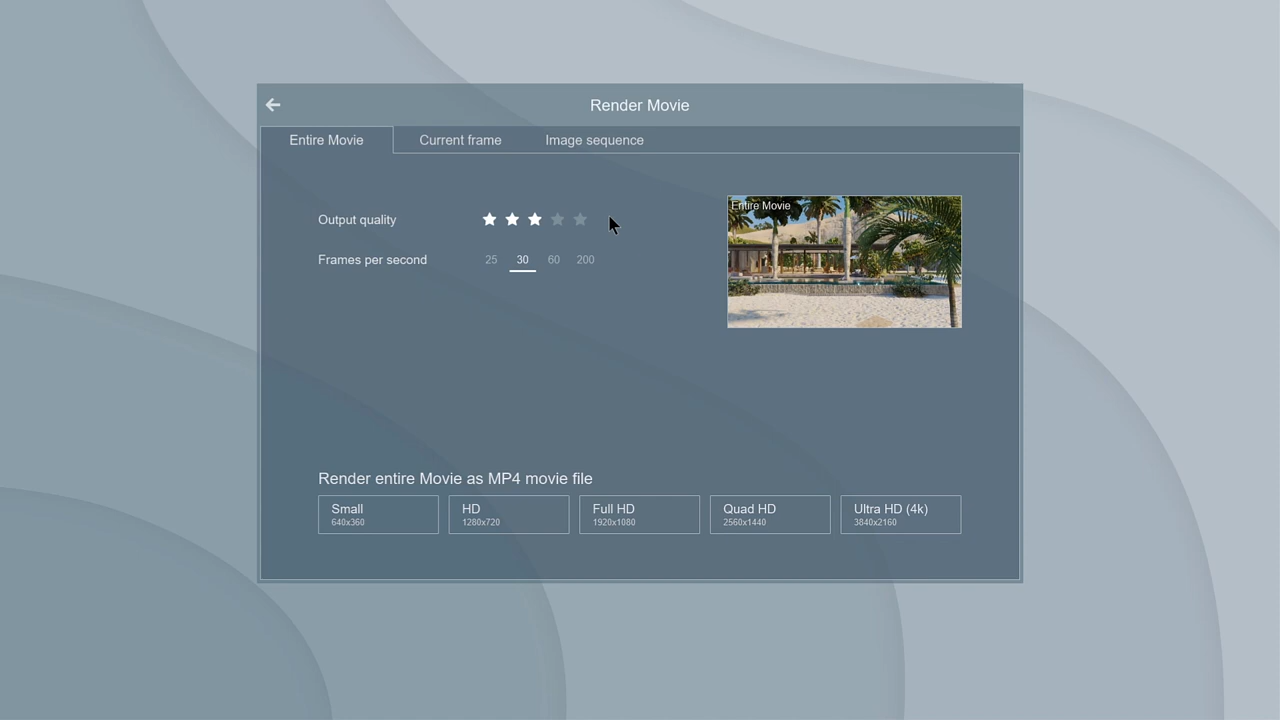 Render Movie
Entire Movie Current frame Image sequence
Output quality
Entire Movie
Frames per second 25 30 60 200
Render entire Movie as MP4 movie file
Small HD Full HD Quad HD Ultra HD (4k)
640x360 1280x720 1920x1080 2560x1440 3840x2160